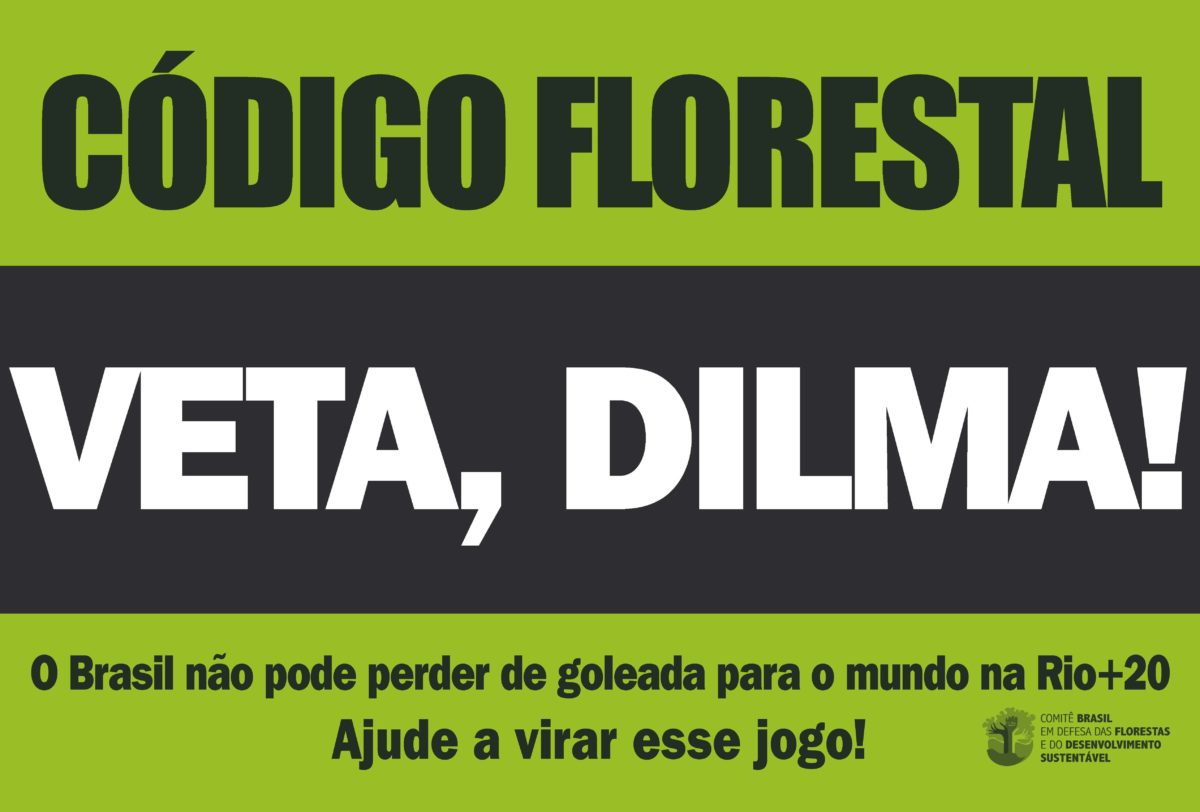 CÓDIGO FLORESTAL
VETA, DILMA!
O Brasil não pode perder de goleada para o mundo na Rio+20
Ajude a virar esse jogo!
COMITÊ BRASIL
EM DEFESA DAS FLORESTAS
E DO DESENVOLVIMENTO
SUSTENTÁVEL